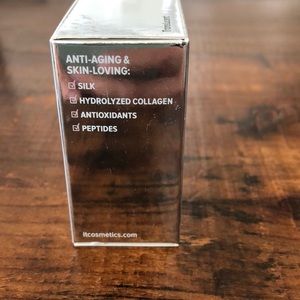 ANTI-AGING &
SKIN-LOVING:
☑ SILK
☑ HYDROLYZED COLLAGEN
☑ ANTIOXIDANTS
☑ PEPTIDES
itcosmetics.com